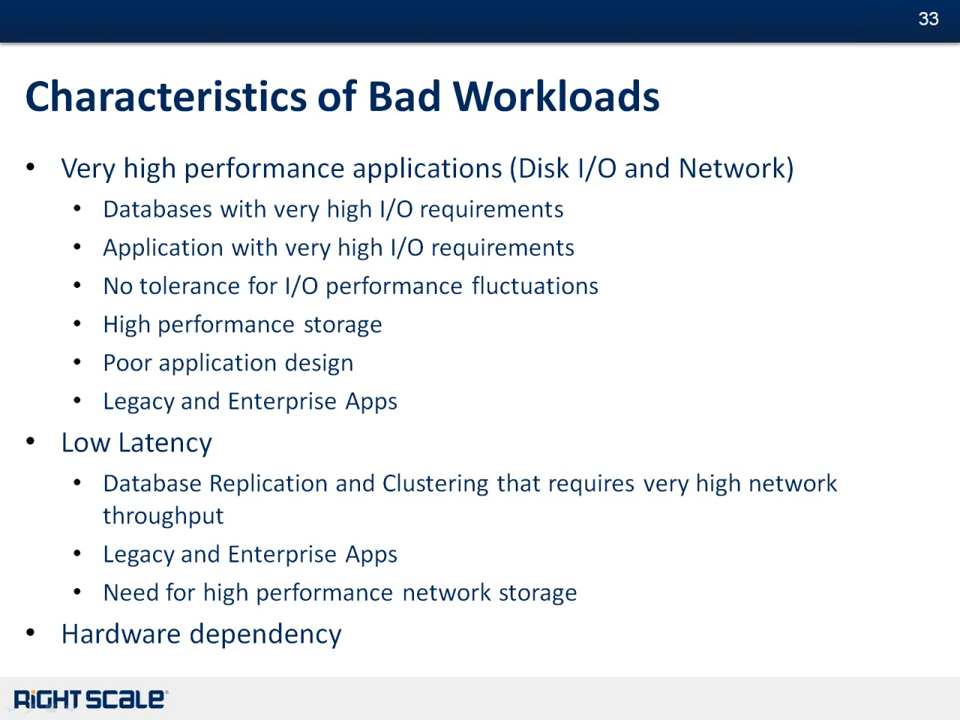 33
Characteristics of Bad Workloads
• Very high performance applications (Disk I/O and Network)
• Databases with very high I/O requirements
• Application with very high I/O requirements
• No tolerance for I/O performance fluctuations
• High performance storage
• Poor application design
• Legacy and Enterprise Apps
• Low Latency
• Database Replication and Clustering that requires very high network
throughput
• Legacy and Enterprise Apps
• Need for high performance network storage
• Hardware dependency
RIGHTSCALE